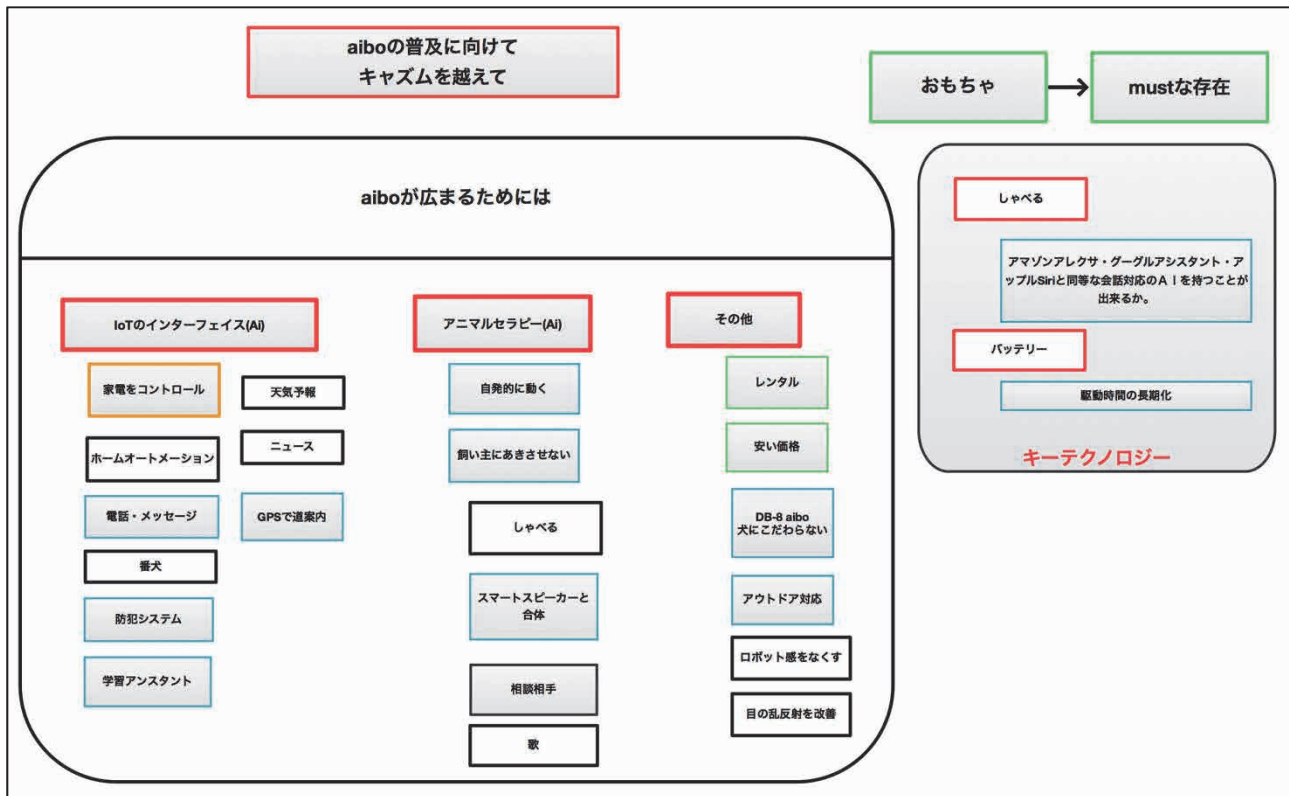 aiboの普及に向けて
キャズムを越えて
おもちゃ
mustな存在
aiboが広まるためには
IoTのインターフェイス(Ai)
家電をコントロール
天気予報
ホームオートメーション
ニュース
電話・メッセージ
GPSで道案内
番犬
防犯システム
学習アンスタント
アニマルセラピー(Ai)
自発的に動く
飼い主にあきさせない
しゃべる
スマートスピーカーと
合体
相談相手
歌
その他
レンタル
安い価格
DB-8 aibo
犬にこだわらない
アウトドア対応
ロボット感をなくす
目の乱反射を改善
しゃべる
アマゾンアレクサ・グーグルアシスタント・ア
ップルSiriと同等な会話対応のAIを持つことが
出来るか。
バッテリー
駆動時間の長期化
キーテクノロジー